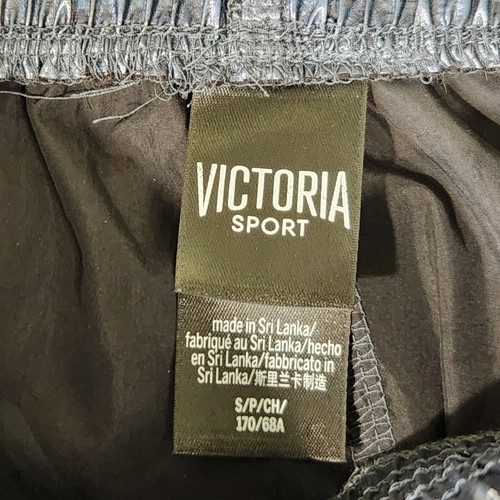 VICTORIA
SPORT
made in Sri Lanka/
fabriqué au Sri Lanka/hecho
en Sri Lanka/fabbricato in
Sri Lanka/斯里兰卡制造
S/P/CH/
170/68A